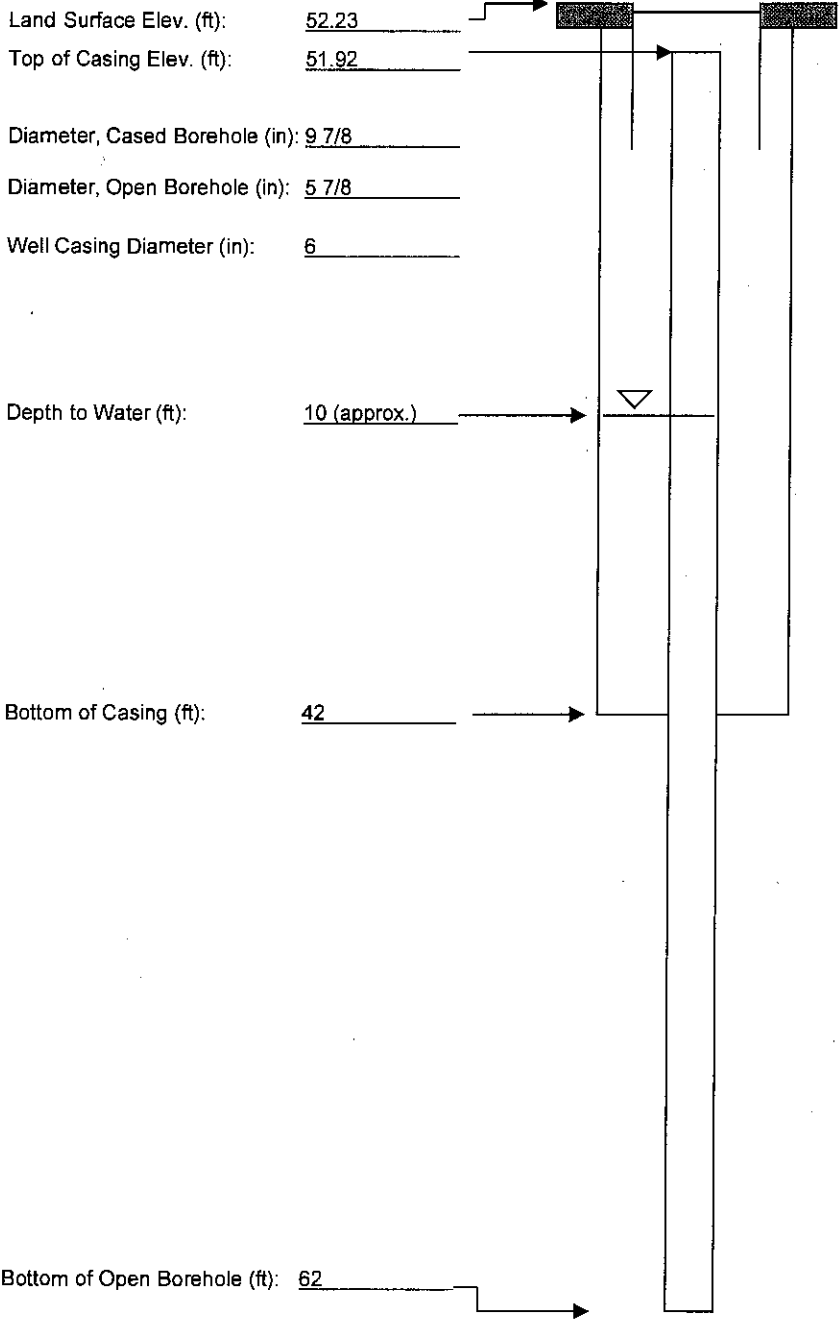 Land Surface Elev. (ft): 52.23
Top of Casing Elev. (ft): 51.92
Diameter, Cased Borehole (in): 9 7/8
Diameter, Open Borehole (in): 5 7/8
Well Casing Diameter (in): 6
Depth to Water (ft): 10 (approx.)
Bottom of Casing (ft): 42
Bottom of Open Borehole (ft): 62